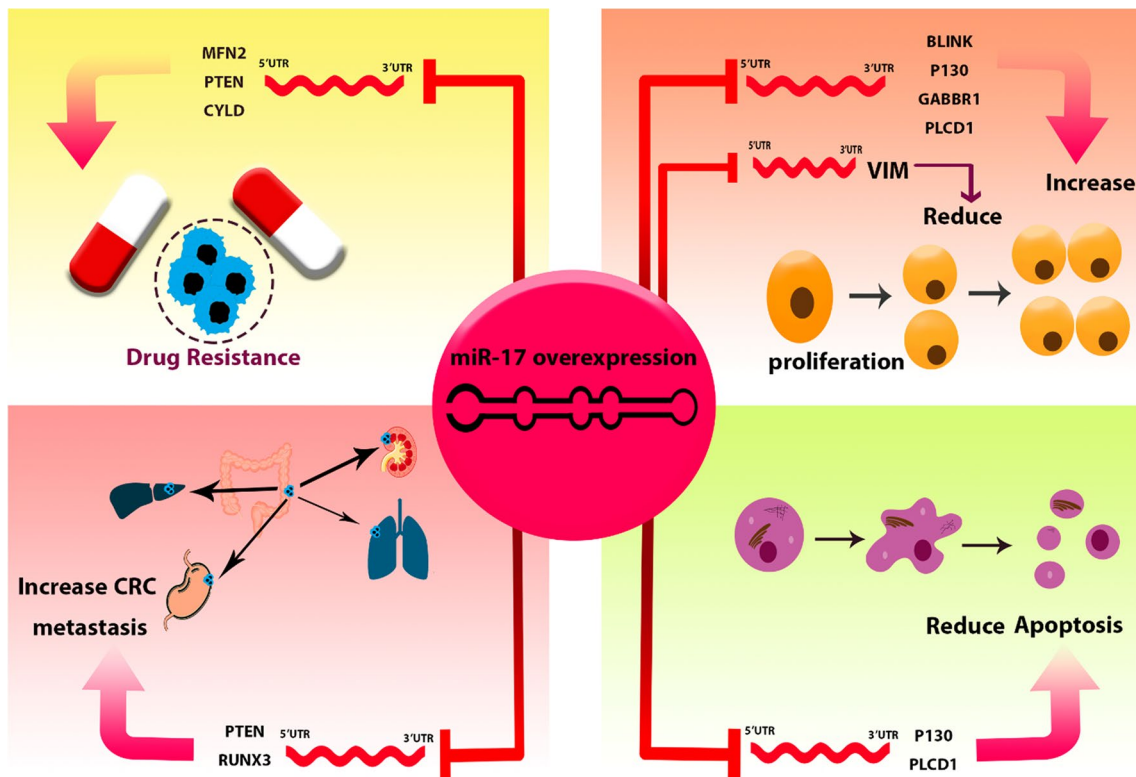 MFN2
PTEN
CYLD
5'UTR
3'UTR
Drug Resistance
5'UTR
3'UTR
BLINK
P130
GABBR1
PLCD1
5'UTR
3'UTR
VIM
Increase
Reduce
proliferation
miR-17 overexpression
Increase CRC
metastasis
PTEN
RUNX3
5'UTR
3'UTR
Reduce Apoptosis
5'UTR
3'UTR
P130
PLCD1